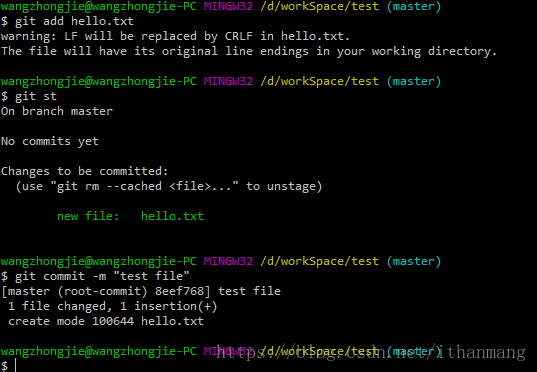 wangzhongjie@wangzhongjie-PC MINGW32 /d/workSpace/test (master)
$ git add hello.txt
warning: LF will be replaced by CRLF in hello.txt.
The file will have its original line endings in your working directory.
wangzhongjie@wangzhongjie-PC MINGW32 /d/workSpace/test (master)
$ git st
On branch master
No commits yet
Changes to be committed:
  (use "git rm --cached <file>..." to unstage)
        new file:   hello.txt
wangzhongjie@wangzhongjie-PC MINGW32 /d/workSpace/test (master)
$ git commit -m "test file"
[master (root-commit) 8eef768] test file
 1 file changed, 1 insertion(+)
 create mode 100644 hello.txt
wangzhongjie@wangzhongjie-PC MINGW32 /d/workSpace/test (master)
https://blog.csdn.net/ithanmang
$